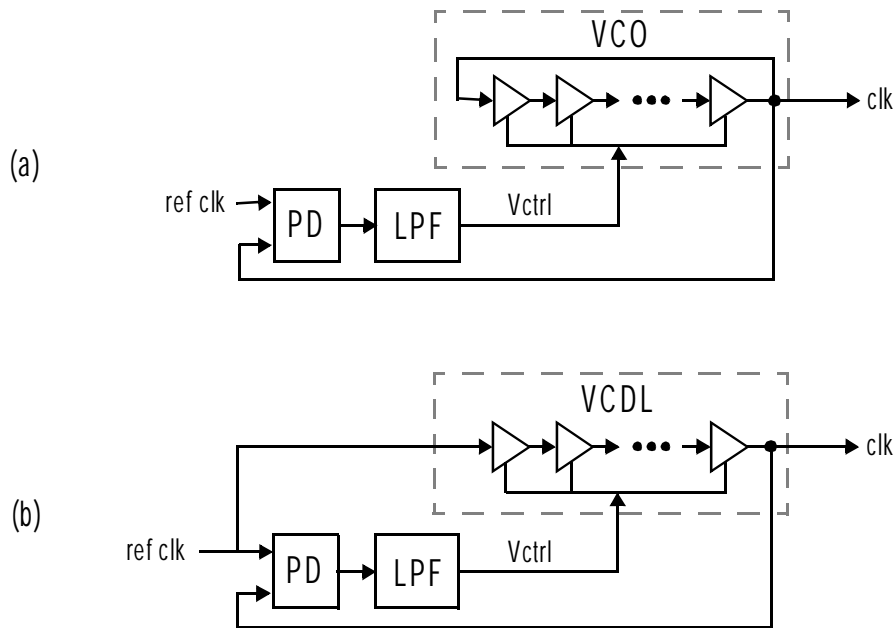 VCO
clk
(a)
ref clk
PD
LPF
Vctrl
VCDL
clk
(b)
ref clk
PD
LPF
Vctrl